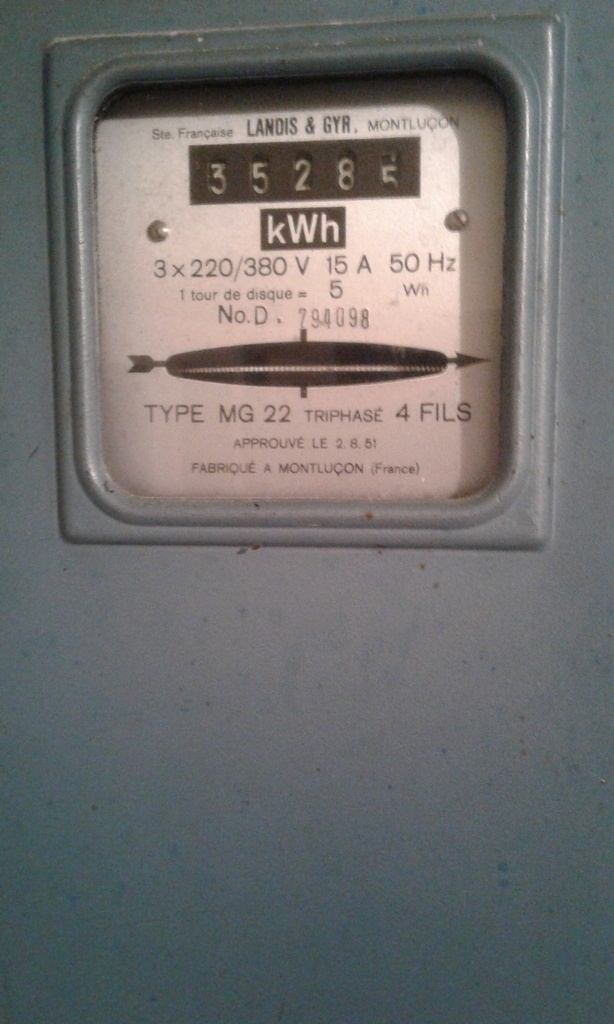 Ste. Française LANDIS & GYR. MONTLUÇON
35285
kWh
3×220/380 V 15 A 50 Hz
1 tour de disque = 5 Wh
No.D. 794098
TYPE MG 22 TRIPHASÉ 4 FILS
APPROUVÉ LE 2.8.51
FABRIQUÉ A MONTLUÇON (France)